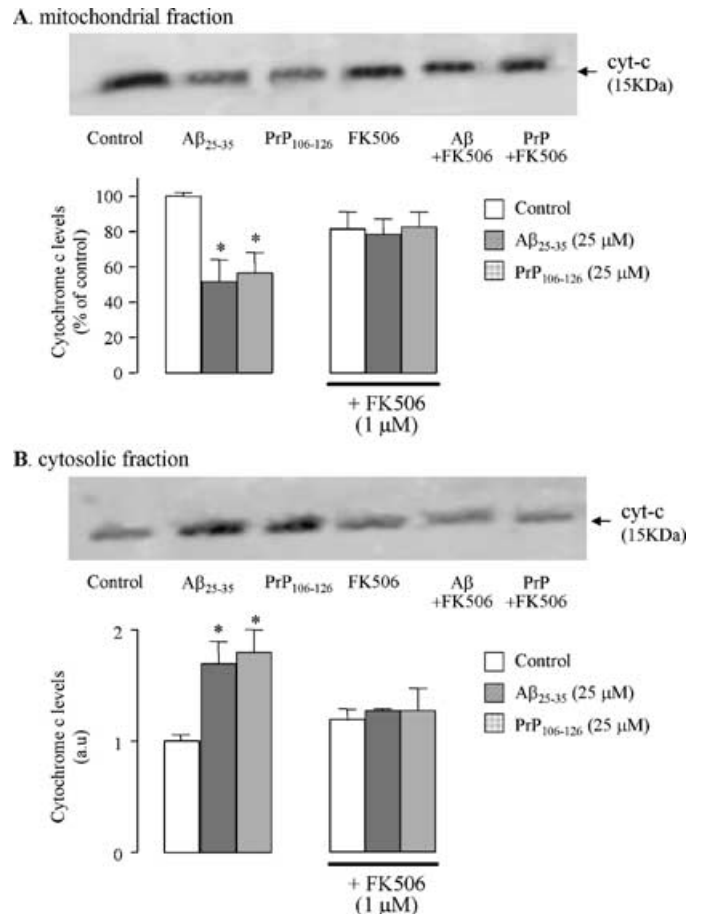 A. mitochondrial fraction
cyt-c
(15KDa)
Control Aβ25-35 PrP106-126 FK506 Aβ +FK506 PrP +FK506
Cytochrome c levels
(% of control)
100
80
60
40
20
0
* *
Control
Aβ25-35 (25 μM)
PrP106-126 (25 μM)
+ FK506
(1 μM)
B. cytosolic fraction
cyt-c
(15KDa)
Control Aβ25-35 PrP106-126 FK506 Aβ +FK506 PrP +FK506
Cytochrome c levels
(a.u)
2
1
0
* *
Control
Aβ25-35 (25 μM)
PrP106-126 (25 μM)
+ FK506
(1 μM)